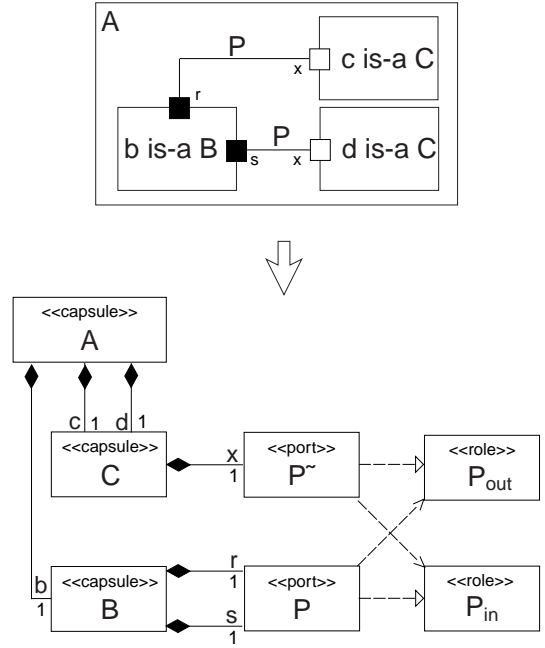 A
P
x
c is-a C
r
b is-a B
P
s
x
d is-a C
<<capsule>>
A
c 1 d 1
<<capsule>>
C
x
1
<<port>>
P~
<<role>>
Pout
b
1
<<capsule>>
B
r
1
s
1
<<port>>
P
<<role>>
Pin